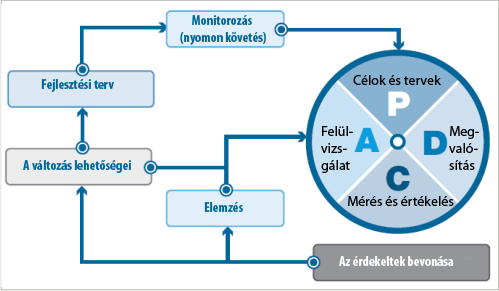 Monitorozás
(nyomon követés)
Fejlesztési terv
A változás lehetőségei
Elemzés
Az érdekeltek bevonása
Célok és tervek
P
Felül-
vizs-
gálat
A
D
Meg-
való-
sítás
C
Mérés és értékelés